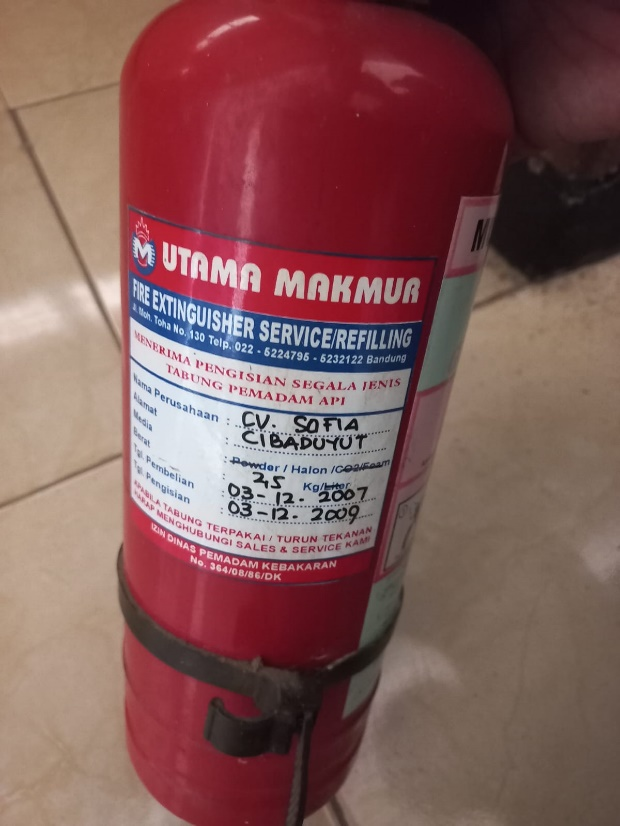 UTAMA MAKMUR
FIRE EXTINGUISHER SERVICE/REFILLING
Jl. Moh. Toha No. 130 Telp. 022 - 5224795 - 5232122 Bandung
MENERIMA PENGISIAN SEGALA JENIS
TABUNG PEMADAM API
Nama Perusahaan : CV. SOFIA
Alamat : CIBADUYUT
Media : Powder / Halon / CO2/Foam
Berat : 2,5 Kg/Liter
Tgl. Pembelian : 03-12-2007
Tgl. Pengisian : 03-12-2009
APABILA TABUNG TERPAKAI / TURUN TEKANAN
HARAP MENGHUBUNGI SALES & SERVICE KAMI
IZIN DINAS PEMADAM KEBAKARAN
No. 364/08/86/DK